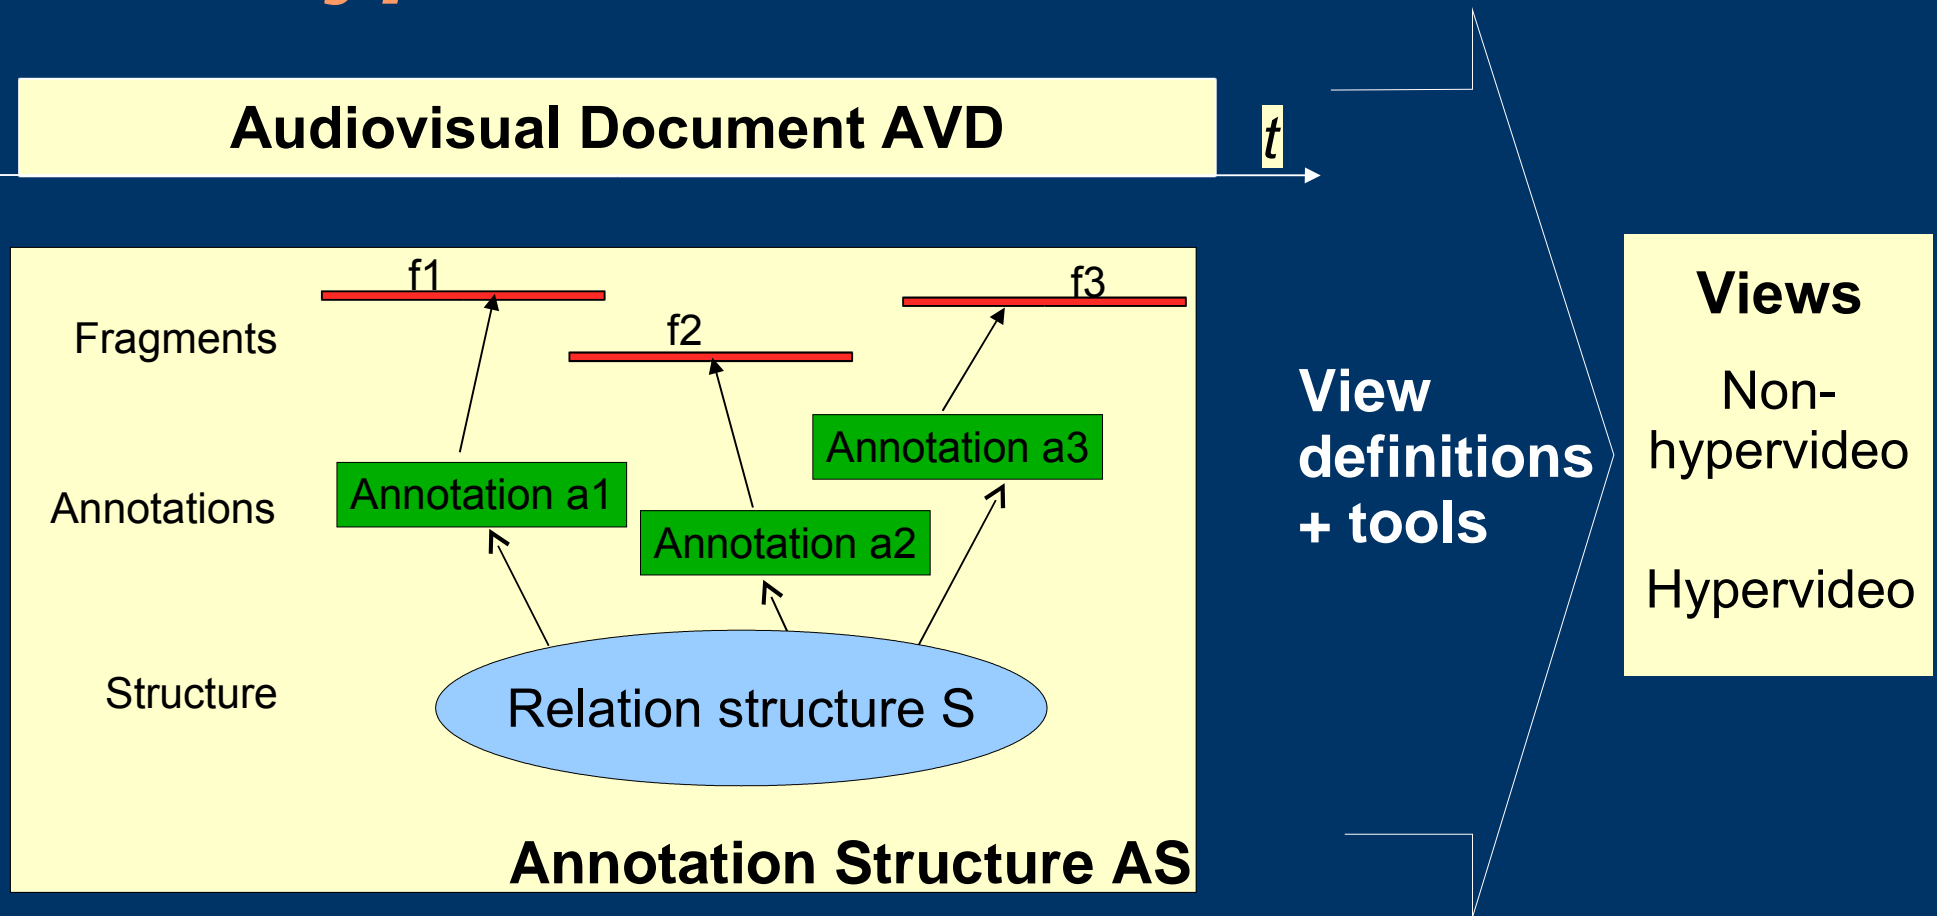 Audiovisual Document AVD
t
f1
f3
f2
Fragments
Annotation a3
Annotations
Annotation a1
Annotation a2
Structure
Relation structure S
Annotation Structure AS
View
definitions
+ tools
Views
Non-
hypervideo
Hypervideo